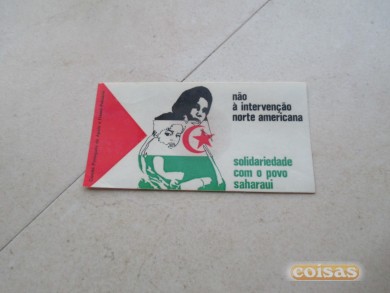 não
à intervenção
norte americana
solidariedade
com o povo
saharaui
coisas